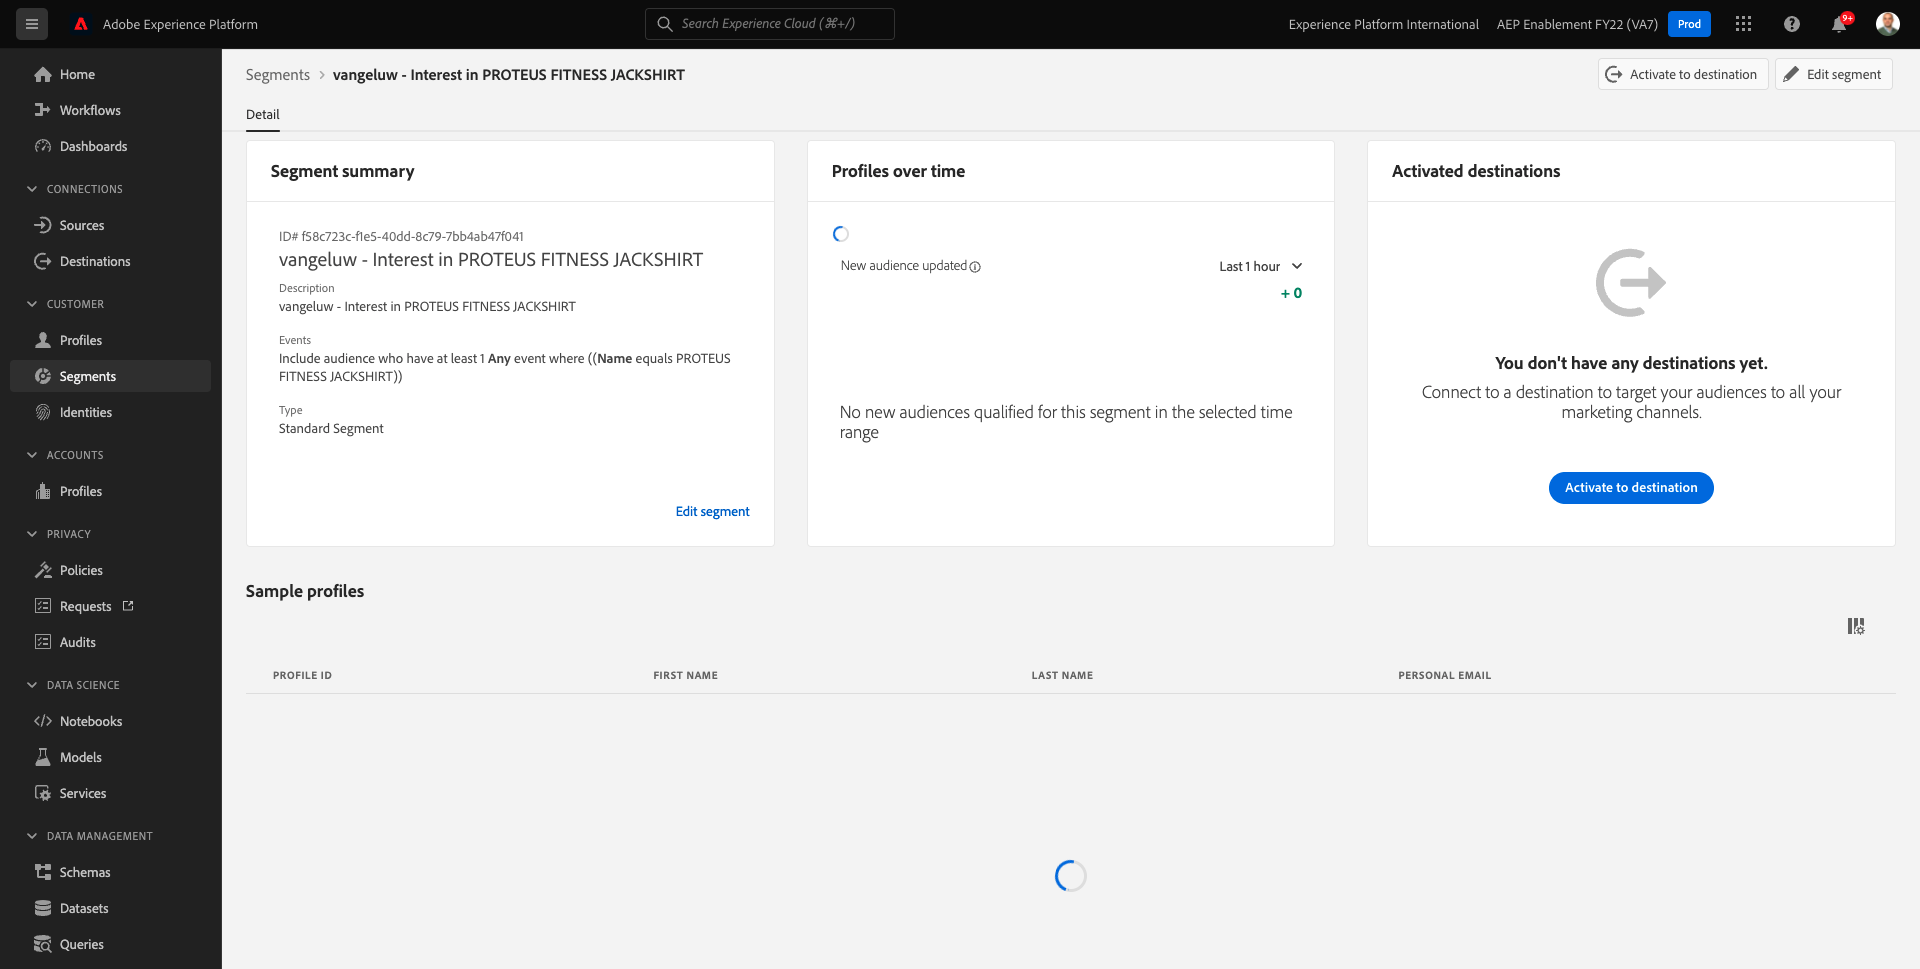 Adobe Experience Platform
Search Experience Cloud (⌘+/)
Experience Platform International
AEP Enablement FY22 (VA7)
Prod
9+
Home
Workflows
Dashboards
CONNECTIONS
Sources
Destinations
CUSTOMER
Profiles
Segments
Identities
ACCOUNTS
Profiles
PRIVACY
Policies
Requests
Audits
DATA SCIENCE
Notebooks
Models
Services
DATA MANAGEMENT
Schemas
Datasets
Queries
Segments > vangeluw - Interest in PROTEUS FITNESS JACKSHIRT
Activate to destination
Edit segment
Detail
Segment summary
ID# f58c723c-f1e5-40dd-8c79-7bb4ab47f041
vangeluw - Interest in PROTEUS FITNESS JACKSHIRT
Description
vangeluw - Interest in PROTEUS FITNESS JACKSHIRT
Events
Include audience who have at least 1 Any event where ((Name equals PROTEUS
FITNESS JACKSHIRT))
Type
Standard Segment
Edit segment
Profiles over time
New audience updated
Last 1 hour
+ 0
No new audiences qualified for this segment in the selected time
range
Activated destinations
You don't have any destinations yet.
Connect to a destination to target your audiences to all your
marketing channels.
Activate to destination
Sample profiles
PROFILE ID
FIRST NAME
LAST NAME
PERSONAL EMAIL